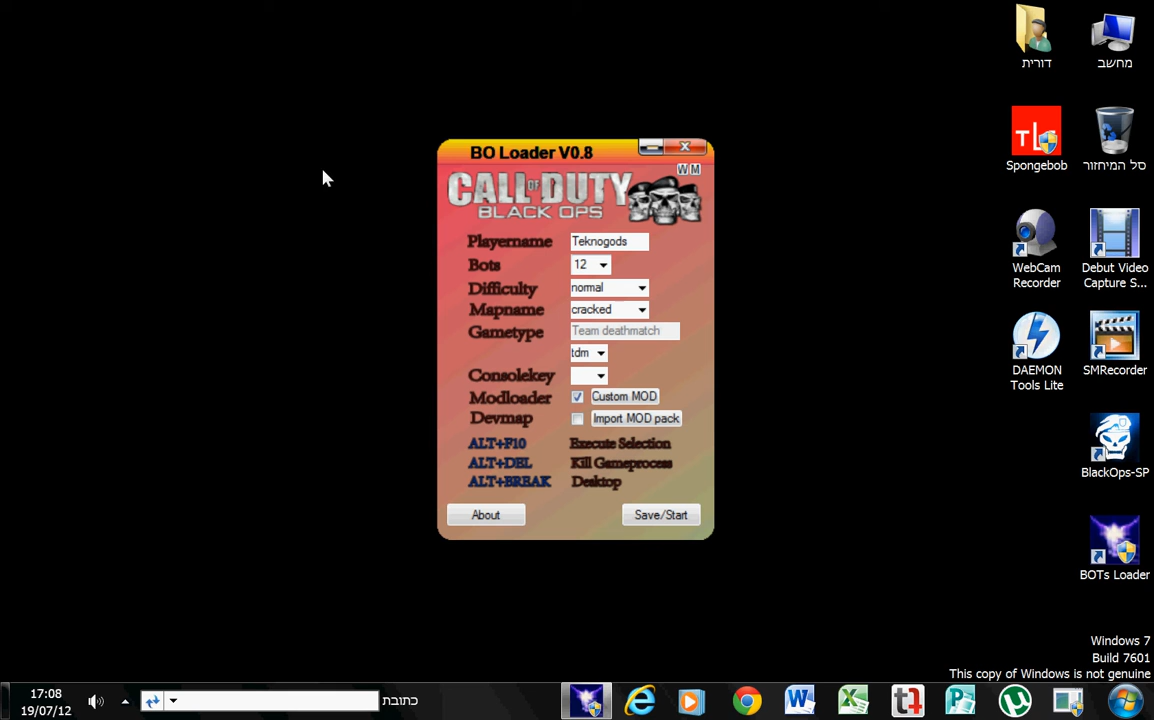 BO Loader V0.8
WM
CALL OF DUTY
BLACK OPS
Playername Teknogods
Bots 12
Difficulty normal
Mapname cracked
Gametype Team deathmatch
tdm
Consolekey
Modloader Custom MOD
Devmap Import MOD pack
ALT+F10 Execute Selection
ALT+DEL Kill Gameprocess
ALT+BREAK Desktop
About Save/Start
מחשב
דורית
סל המיחזור
TL
Spongebob
Debut Video
Capture S...
WebCam
Recorder
SMRecorder
DAEMON
Tools Lite
BlackOps-SP
BOTs Loader
Windows 7
Build 7601
This copy of Windows is not genuine
כתובת
17:08
19/07/12